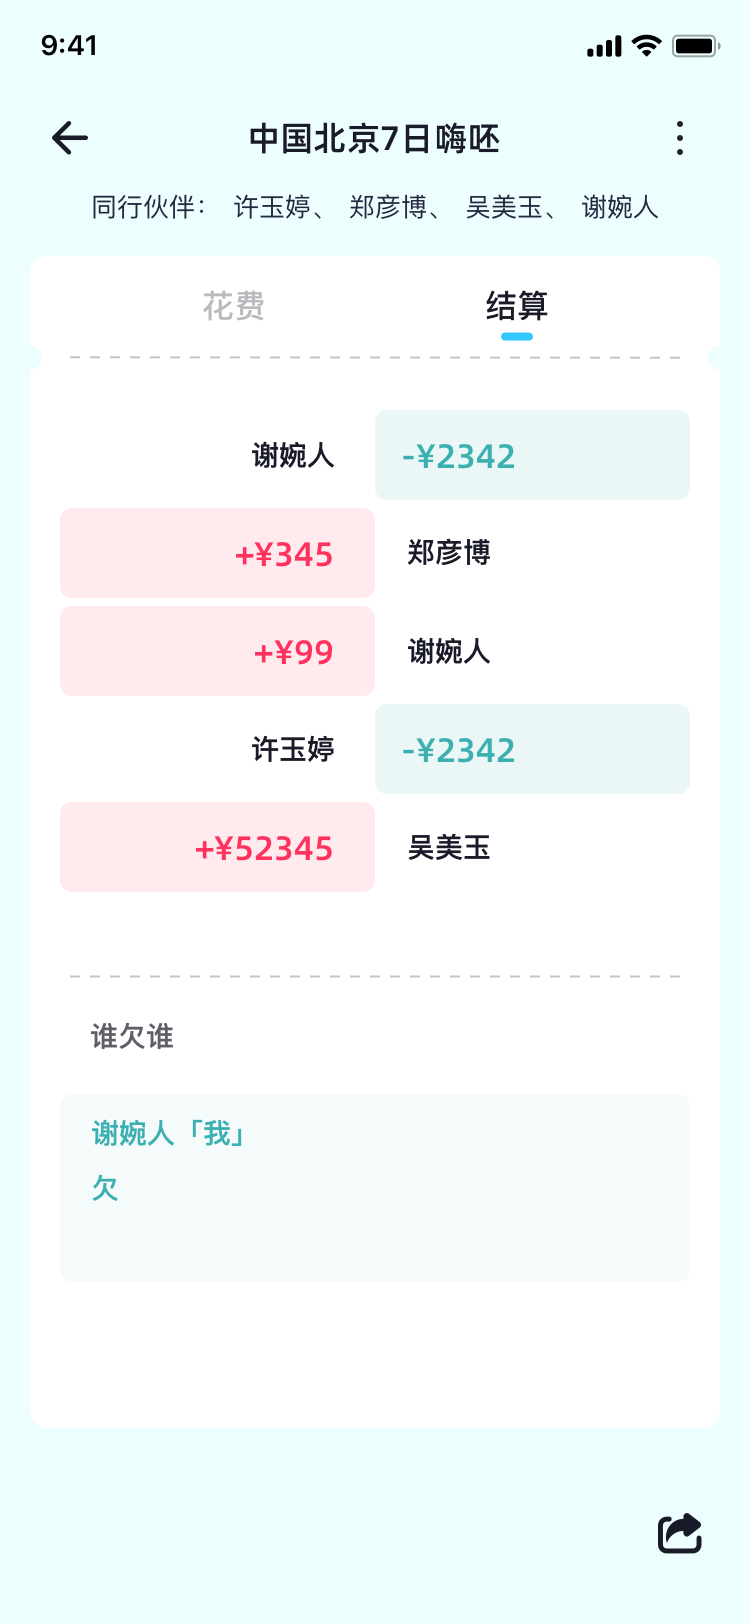 9:41
中国北京7日嗨呸
同行伙伴： 许玉婷、 郑彦博、 吴美玉、 谢婉人
花费 结算
谢婉人 -¥2342
+¥345 郑彦博
+¥99 谢婉人
许玉婷 -¥2342
+¥52345 吴美玉
谁欠谁
谢婉人「我」
欠